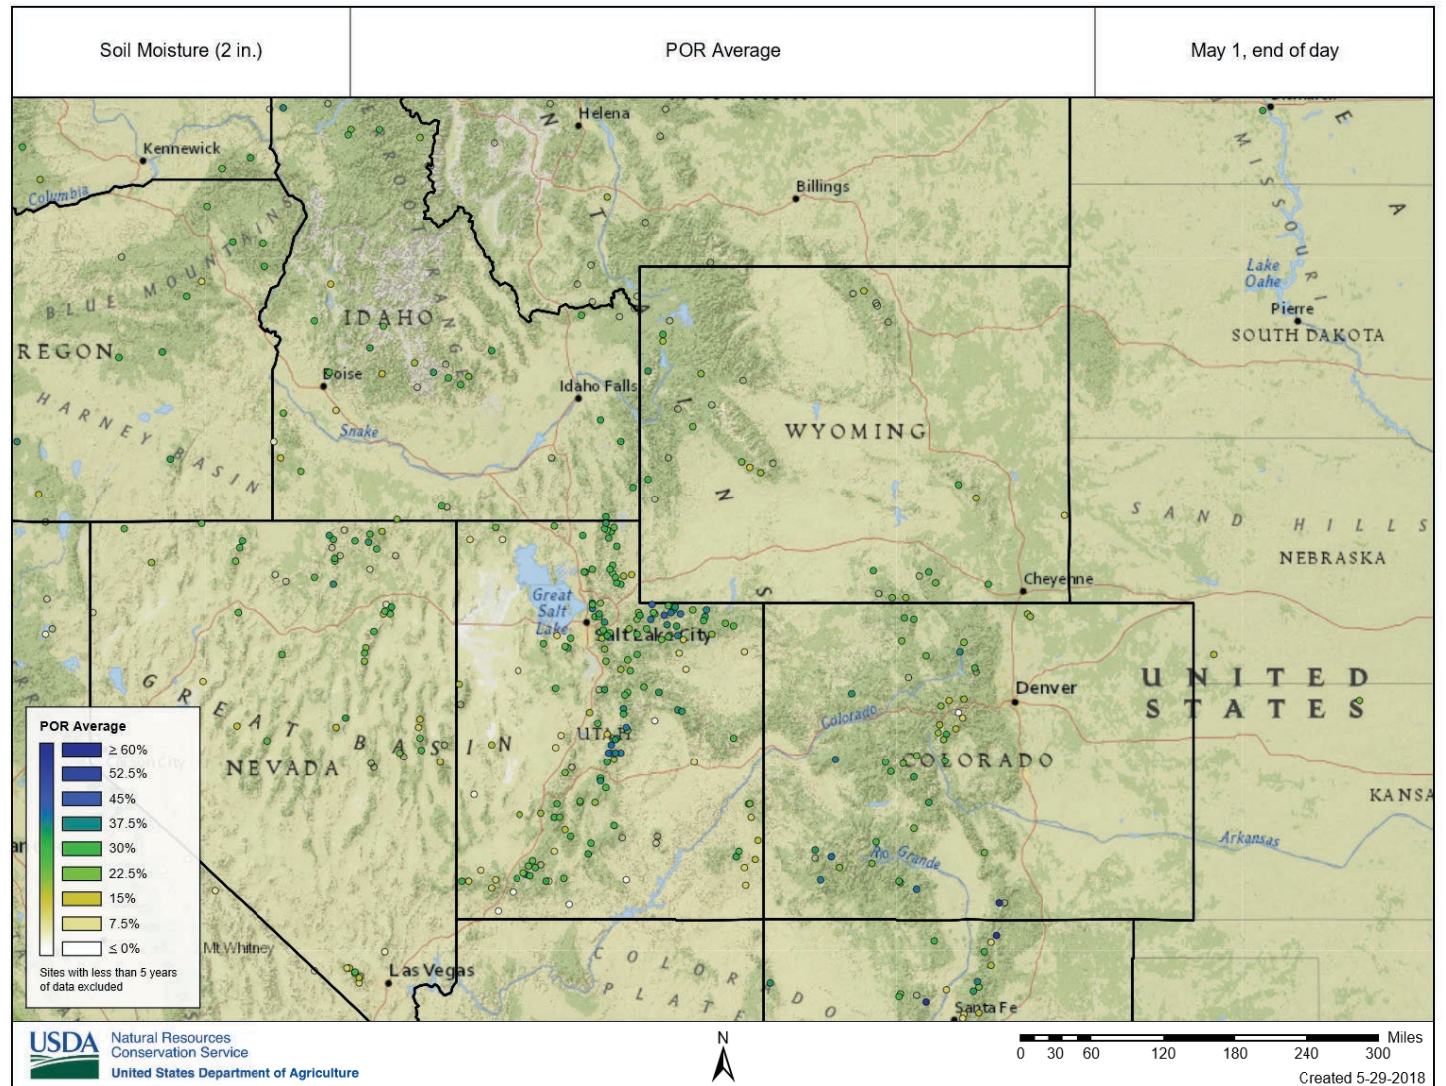 Soil Moisture (2 in.)
POR Average
May 1, end of day
Helena
Kennewick
Columbia
Billings
MISSOURI
BLUE MOUNTAINS
IDAHO
Lake
Oahe
Pierre
SOUTH DAKOTA
REGON
Boise
Idaho Falls
HARNEY BASIN
Snake
WYOMING
SAND HILLS
NEBRASKA
Cheyenne
Great
Salt
Lake
Salt Lake City
UNITED
STATES
Denver
Colorado
GREAT BASIN
UTAH
NEVADA
COLORADO
KANSA
Arkansas
Rio Grande
POR Average
≥ 60%
52.5%
45%
37.5%
30%
22.5%
15%
7.5%
≤ 0%
Sites with less than 5 years
of data excluded
Mt Whitney
Las Vegas
COLORADO
PLATE
Santa Fe
USDA
Natural Resources
Conservation Service
United States Department of Agriculture
N
Miles
0 30 60 120 180 240 300
Created 5-29-2018